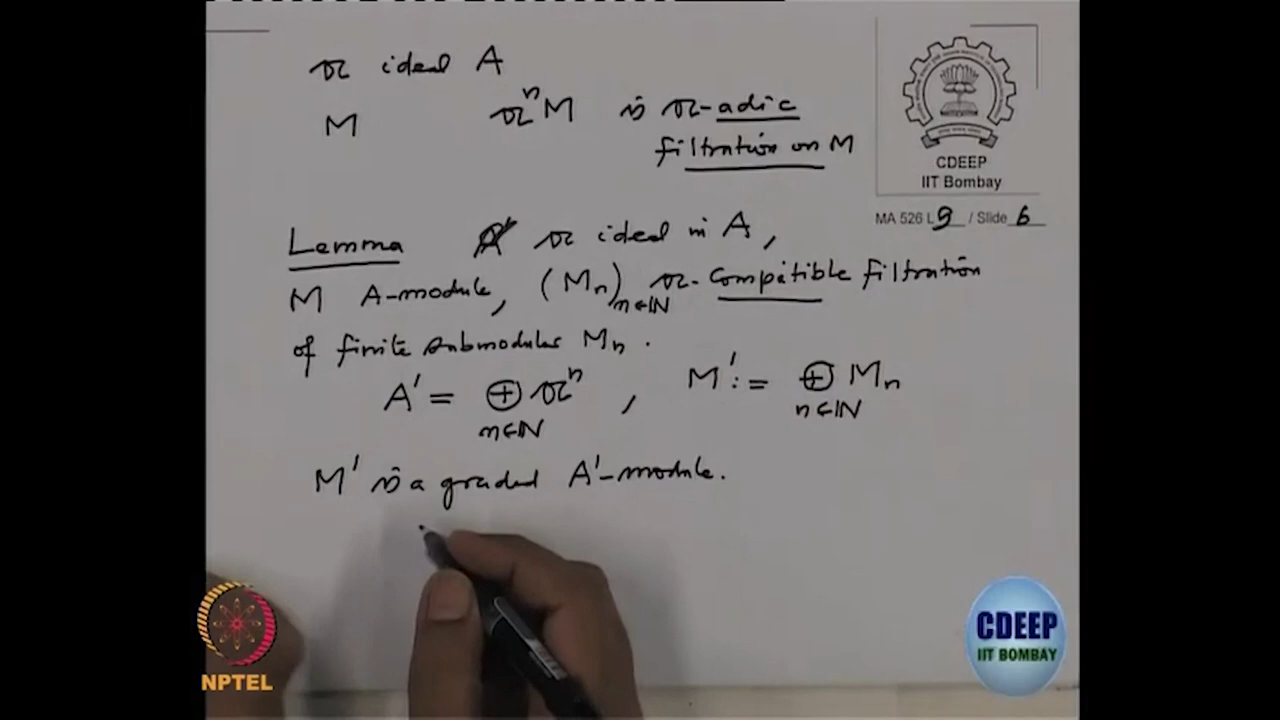 𝔞 ideal A
M 𝔞ⁿM is 𝔞-adic
filtration on M
CDEEP
IIT Bombay
MA 526 L 9 / Slide 6
Lemma 𝔞 ideal in A,
M A-module, (Mₙ)n∈ℕ 𝔞-compatible filtration
of finite submodules Mₙ.
A' = ⊕n∈ℕ 𝔞ⁿ, M' := ⊕n∈ℕ Mₙ
M' is a graded A'-module.
NPTEL
CDEEP
IIT BOMBAY